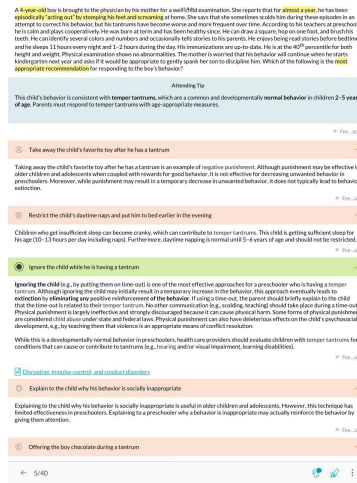 A 4-year-old boy is brought to the physician by his mother for a well-child examination. She reports that for almost a year, he has been
episodically "acting out" by stomping his feet and screaming at home. She says that she sometimes scolds him during these episodes in an
attempt to correct his behavior, but his tantrums have become worse and more frequent over time. According to his teachers at preschool,
he is calm and plays cooperatively. He was born at term and has been healthy since. He can draw a square, hop on one foot, and brush his
teeth. He can identify several colors and numbers and occasionally tells stories to his parents. He enjoys being read stories before bedtime
and he sleeps 11 hours every night and 1–2 hours during the day. His immunizations are up-to-date. He is at the 40th percentile for both
height and weight. Physical examination shows no abnormalities. The mother is worried that his behavior will continue when he starts
kindergarten next year and asks if it would be appropriate to gently spank her son to discipline him. Which of the following is the most
appropriate recommendation for responding to the boy's behavior?
Attending Tip
This child's behavior is consistent with temper tantrums, which are a common and developmentally normal behavior in children 2–5 years
of age. Parents must respond to temper tantrums with age-appropriate measures.
Fee...a
A Take away the child's favorite toy after he has a tantrum
Taking away the child's favorite toy after he has a tantrum is an example of negative punishment. Although punishment may be effective in
older children and adolescents when coupled with rewards for good behavior, it is not effective for decreasing unwanted behavior in
preschoolers. Moreover, while punishment may result in a temporary decrease in unwanted behavior, it does not typically lead to behavior
extinction.
Fee...a
B Restrict the child's daytime naps and put him to bed earlier in the evening
Children who get insufficient sleep can become cranky, which can contribute to temper tantrums. This child is getting sufficient sleep for
his age (10–13 hours per day including naps). Furthermore, daytime napping is normal until 5–6 years of age and should not be restricted.
Fee...a
Ignore the child while he is having a tantrum
Ignoring the child (e.g., by putting them on time-out) is one of the most effective approaches for a preschooler who is having a temper
tantrum. Although ignoring the child may initially result in a temporary increase in the behavior, this approach eventually leads to
extinction by eliminating any positive reinforcement of the behavior. If using a time-out, the parent should briefly explain to the child
that the time-out is related to their temper tantrum. No other communication (e.g., scolding, teaching) should take place during a time-out.
Physical punishment is largely ineffective and strongly discouraged because it can cause physical harm. Some forms of physical punishment
are considered child abuse under state and federal laws. Physical punishment can also have deleterious effects on the child's psychosocial
development, e.g., by teaching them that violence is an appropriate means of conflict resolution.
While this is a developmentally normal behavior in preschoolers, health care providers should evaluate children with temper tantrums for
conditions that can cause or contribute to tantrums (e.g., hearing and/or visual impairment, learning disabilities).
Fee...a
Disruptive, impulse control, and conduct disorders
D Explain to the child why his behavior is socially inappropriate
Explaining to the child why his behavior is socially inappropriate is useful in older children and adolescents. However, this technique has
limited effectiveness in preschoolers. Explaining to a preschooler why a behavior is inappropriate may actually reinforce the behavior by
giving them attention.
Fee...a
E Offering the boy chocolate during a tantrum
5/40